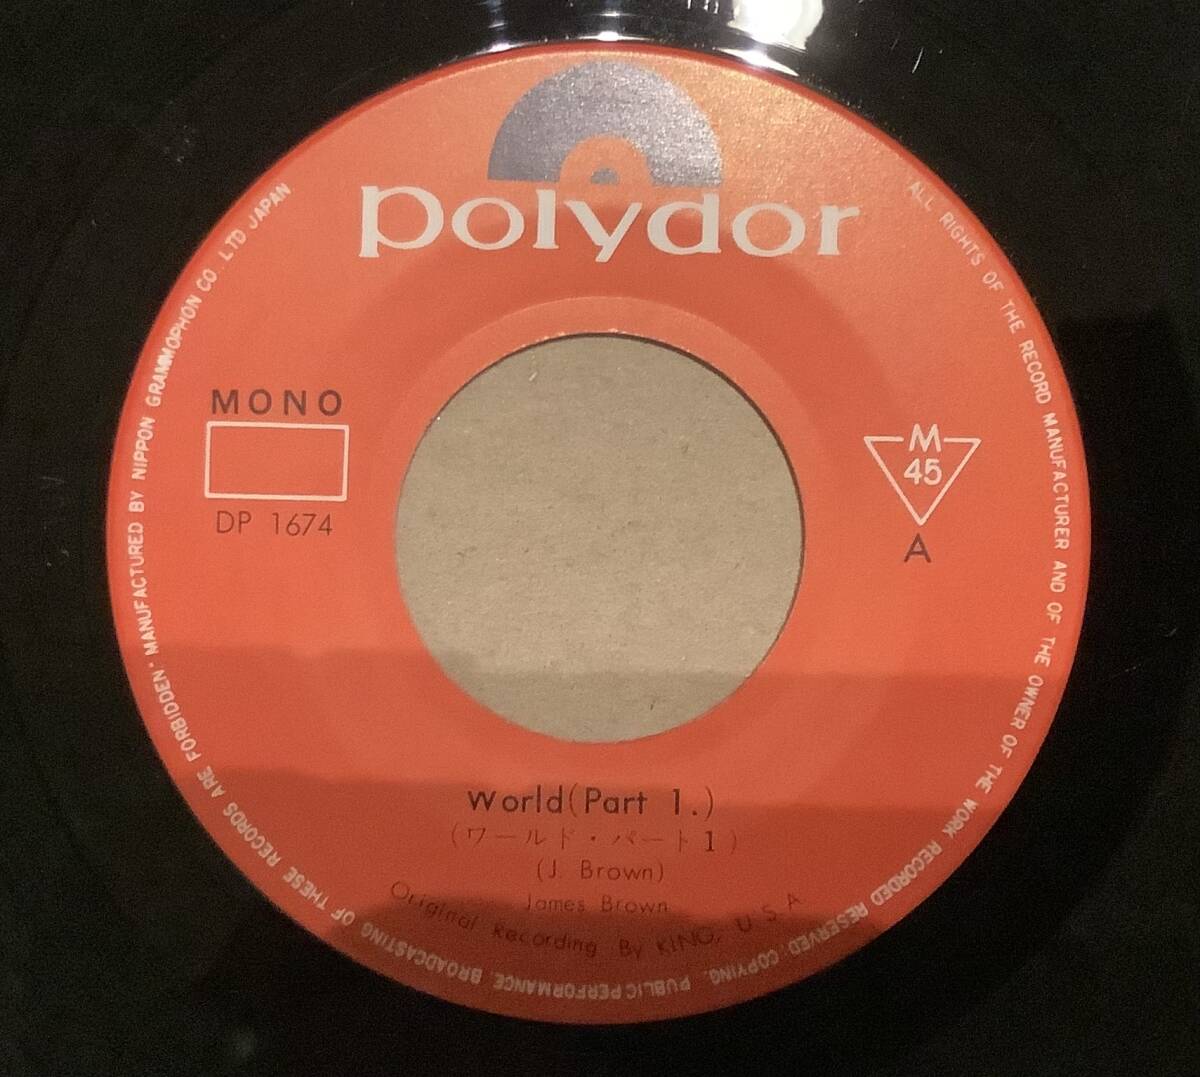 polydor
MONO
DP 1674
M
45
A
World (Part 1.)
(ワールド・パート1)
(J. Brown)
James Brown
Original Recording By KING, U.S.A
ALL RIGHTS OF THE RECORD MANUFACTURER AND OF THE OWNER OF THE WORK RECORDED RESERVED. COPYING, PUBLIC PERFORMANCE, BROADCASTING OF THESE RECORDS ARE FORBIDDEN · MANUFACTURED BY NIPPON GRAMMOPHON CO. LTD JAPAN